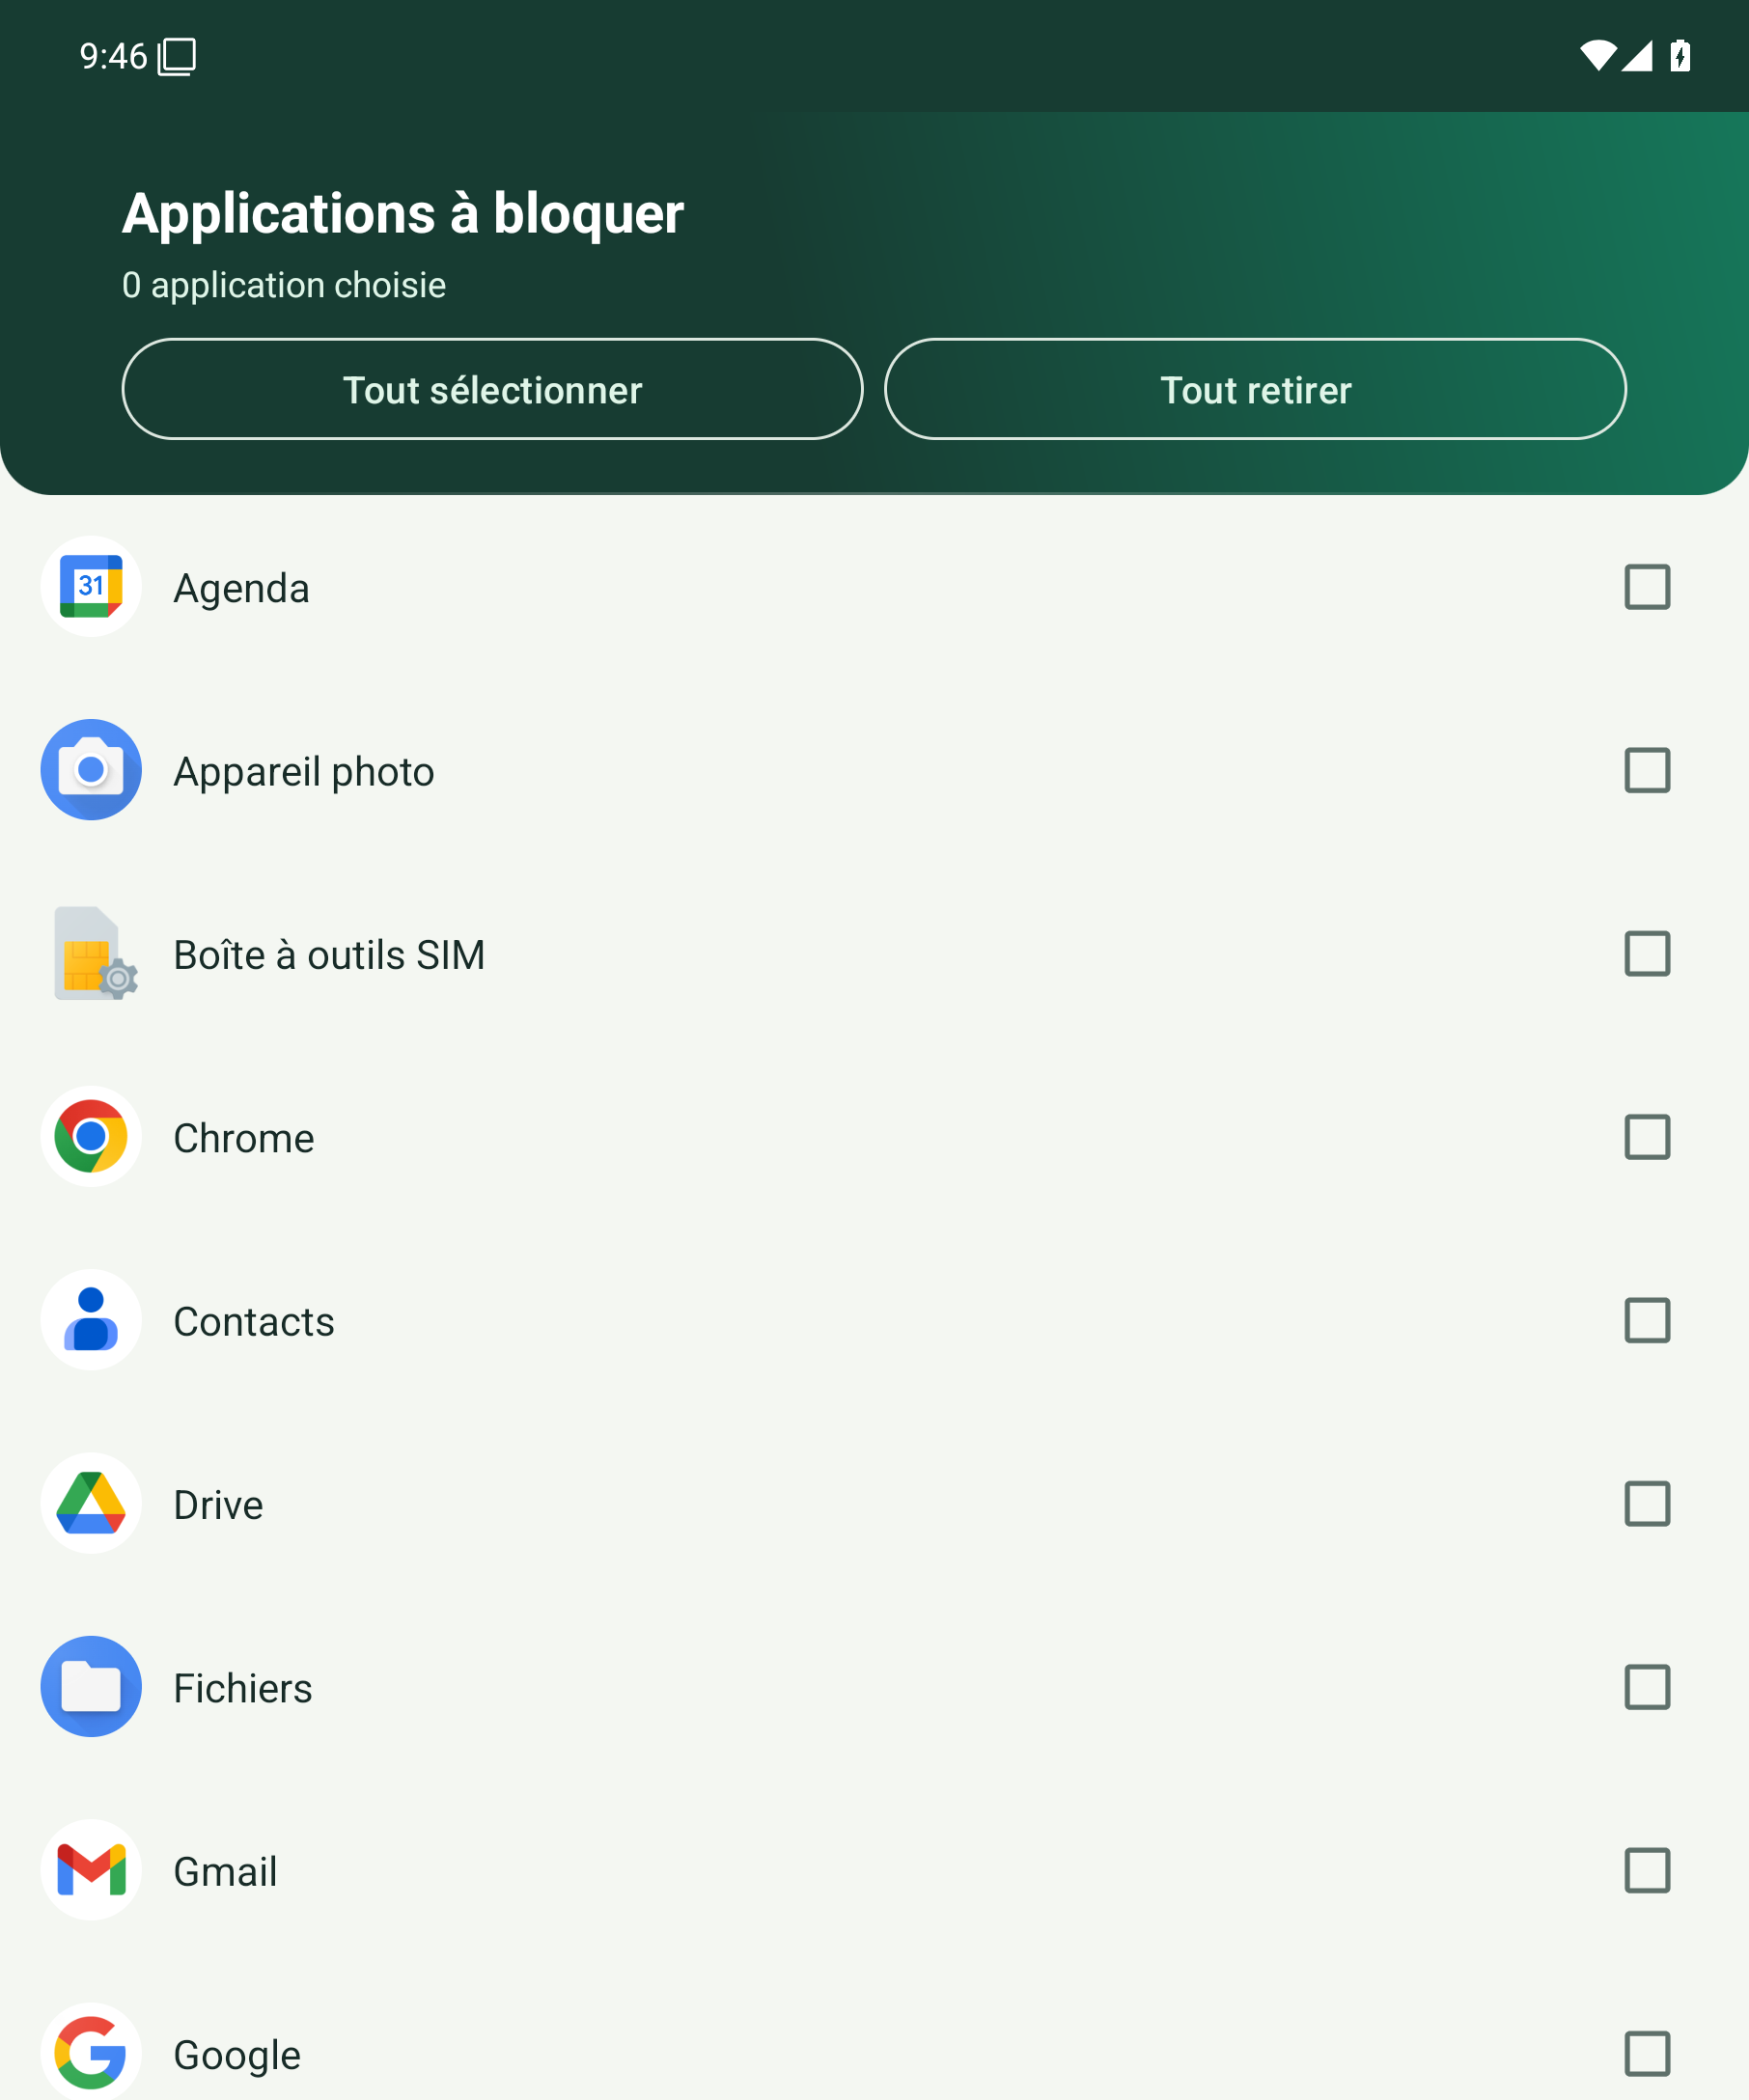 9:46
Applications à bloquer
0 application choisie
Tout sélectionner
Tout retirer
31
Agenda
Appareil photo
Boîte à outils SIM
Chrome
Contacts
Drive
Fichiers
Gmail
Google